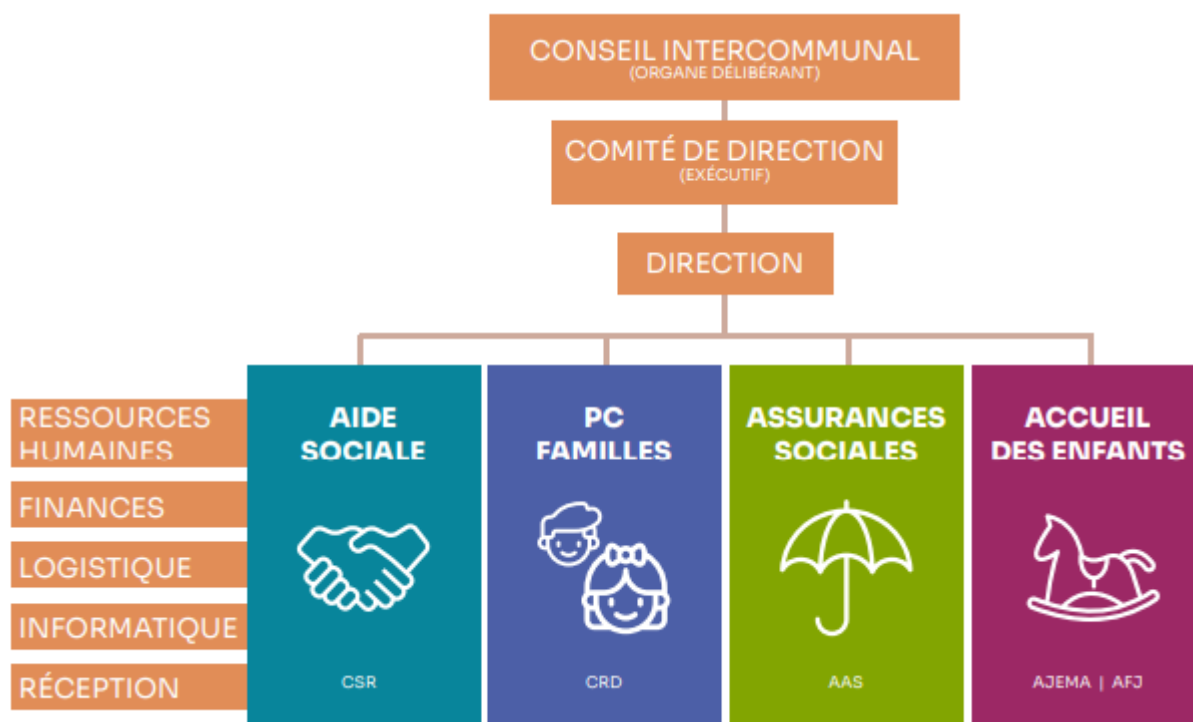 CONSEIL INTERCOMMUNAL
(ORGANE DÉLIBÉRANT)
COMITÉ DE DIRECTION
(EXÉCUTIF)
DIRECTION
RESSOURCES
HUMAINES
FINANCES
LOGISTIQUE
INFORMATIQUE
RÉCEPTION
AIDE
SOCIALE
CSR
PC
FAMILLES
CRD
ASSURANCES
SOCIALES
AAS
ACCUEIL
DES ENFANTS
AJEMA | AFJ